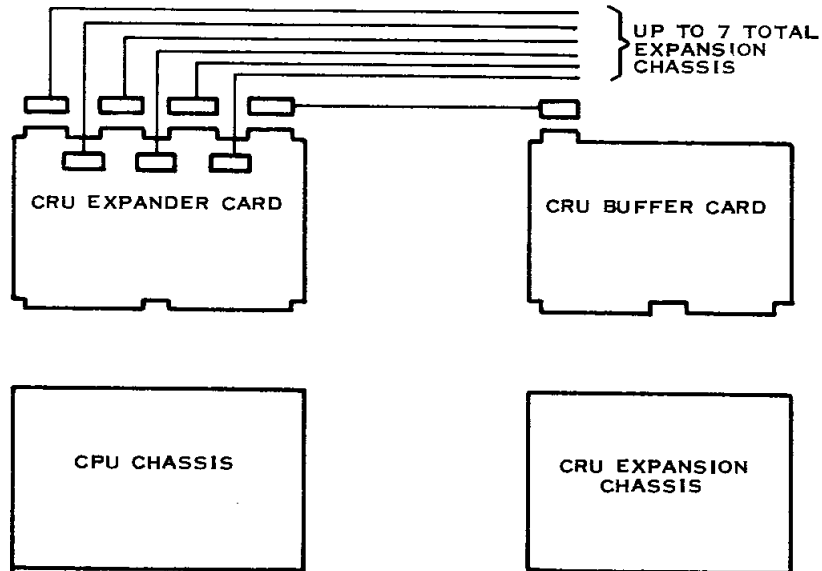 UP TO 7 TOTAL
EXPANSION
CHASSIS
CRU EXPANDER CARD
CRU BUFFER CARD
CPU CHASSIS
CRU EXPANSION
CHASSIS